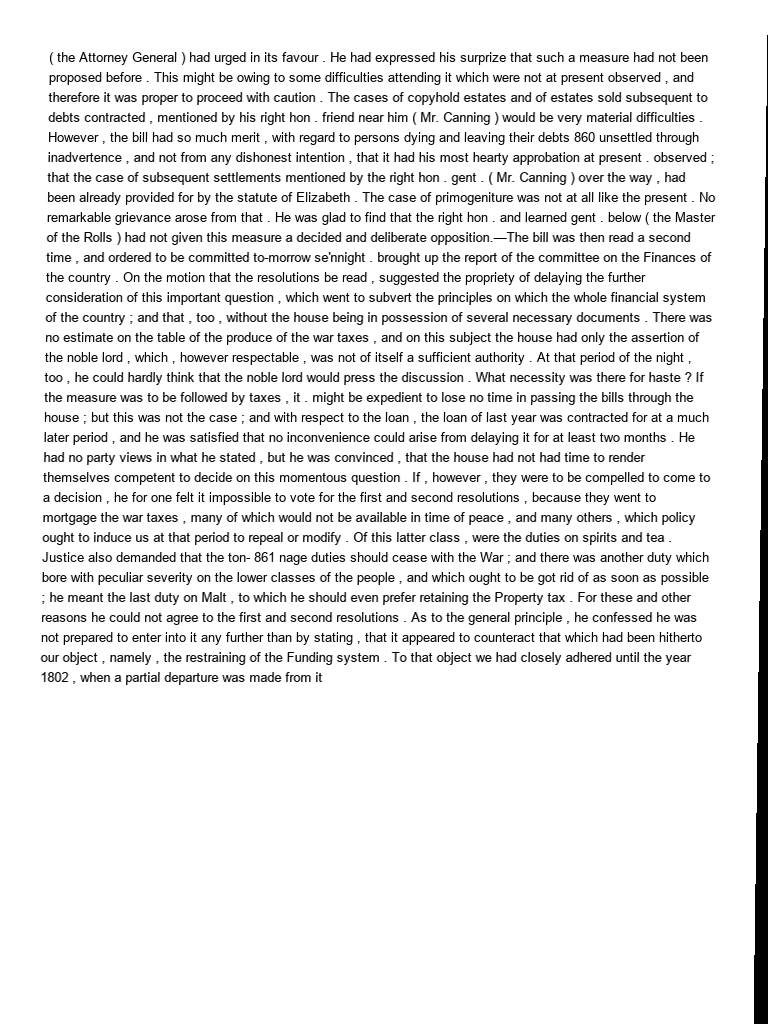 ( the Attorney General ) had urged in its favour . He had expressed his surprize that such a measure had not been
proposed before . This might be owing to some difficulties attending it which were not at present observed , and
therefore it was proper to proceed with caution . The cases of copyhold estates and of estates sold subsequent to
debts contracted , mentioned by his right hon . friend near him ( Mr. Canning ) would be very material difficulties .
However , the bill had so much merit , with regard to persons dying and leaving their debts 860 unsettled through
inadvertence , and not from any dishonest intention , that it had his most hearty approbation at present . observed ;
that the case of subsequent settlements mentioned by the right hon . gent . ( Mr. Canning ) over the way , had
been already provided for by the statute of Elizabeth . The case of primogeniture was not at all like the present . No
remarkable grievance arose from that . He was glad to find that the right hon . and learned gent . below ( the Master
of the Rolls ) had not given this measure a decided and deliberate opposition.—The bill was then read a second
time , and ordered to be committed to-morrow se'nnight . brought up the report of the committee on the Finances of
the country . On the motion that the resolutions be read , suggested the propriety of delaying the further
consideration of this important question , which went to subvert the principles on which the whole financial system
of the country ; and that , too , without the house being in possession of several necessary documents . There was
no estimate on the table of the produce of the war taxes , and on this subject the house had only the assertion of
the noble lord , which , however respectable , was not of itself a sufficient authority . At that period of the night ,
too , he could hardly think that the noble lord would press the discussion . What necessity was there for haste ? If
the measure was to be followed by taxes , it . might be expedient to lose no time in passing the bills through the
house ; but this was not the case ; and with respect to the loan , the loan of last year was contracted for at a much
later period , and he was satisfied that no inconvenience could arise from delaying it for at least two months . He
had no party views in what he stated , but he was convinced , that the house had not had time to render
themselves competent to decide on this momentous question . If , however , they were to be compelled to come to
a decision , he for one felt it impossible to vote for the first and second resolutions , because they went to
mortgage the war taxes , many of which would not be available in time of peace , and many others , which policy
ought to induce us at that period to repeal or modify . Of this latter class , were the duties on spirits and tea .
Justice also demanded that the ton- 861 nage duties should cease with the War ; and there was another duty which
bore with peculiar severity on the lower classes of the people , and which ought to be got rid of as soon as possible
; he meant the last duty on Malt , to which he should even prefer retaining the Property tax . For these and other
reasons he could not agree to the first and second resolutions . As to the general principle , he confessed he was
not prepared to enter into it any further than by stating , that it appeared to counteract that which had been hitherto
our object , namely , the restraining of the Funding system . To that object we had closely adhered until the year
1802 , when a partial departure was made from it